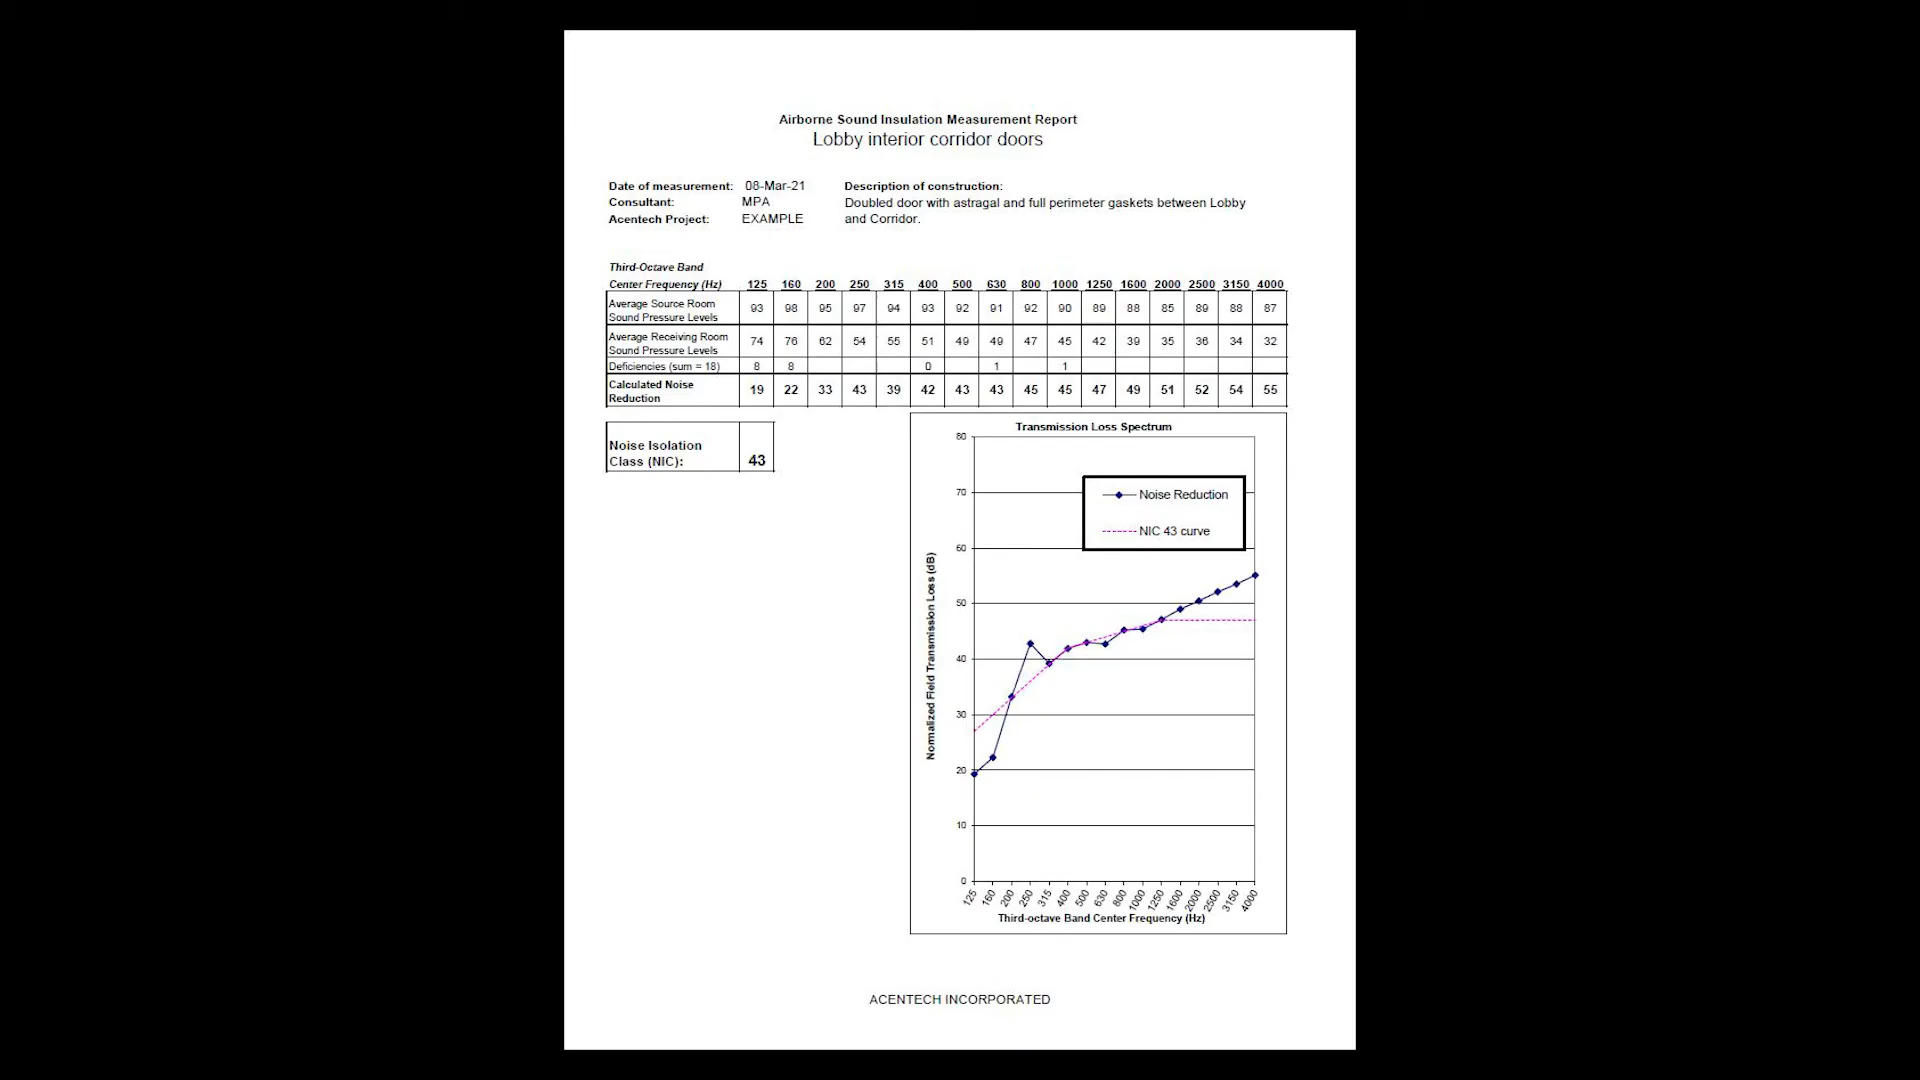 Airborne Sound Insulation Measurement Report
Lobby interior corridor doors
Date of measurement: 08-Mar-21
Consultant: MPA
Acentech Project: EXAMPLE
Description of construction:
Doubled door with astragal and full perimeter gaskets between Lobby
and Corridor.
Third-Octave Band
Center Frequency (Hz) 125 160 200 250 315 400 500 630 800 1000 1250 1600 2000 2500 3150 4000
Average Source Room
Sound Pressure Levels 93 98 95 97 94 93 92 91 92 90 89 88 85 89 88 87
Average Receiving Room
Sound Pressure Levels 74 76 62 54 55 51 49 49 47 45 42 39 35 36 34 32
Deficiencies (sum = 18) 8 8 0 1 1
Calculated Noise
Reduction 19 22 33 43 39 42 43 43 45 45 47 49 51 52 54 55
Noise Isolation
Class (NIC): 43
Transmission Loss Spectrum
Noise Reduction
NIC 43 curve
Normalized Field Transmission Loss (dB)
80
70
60
50
40
30
20
10
0
125 160 200 250 315 400 500 630 800 1000 1250 1600 2000 2500 3150 4000
Third-octave Band Center Frequency (Hz)
ACENTECH INCORPORATED